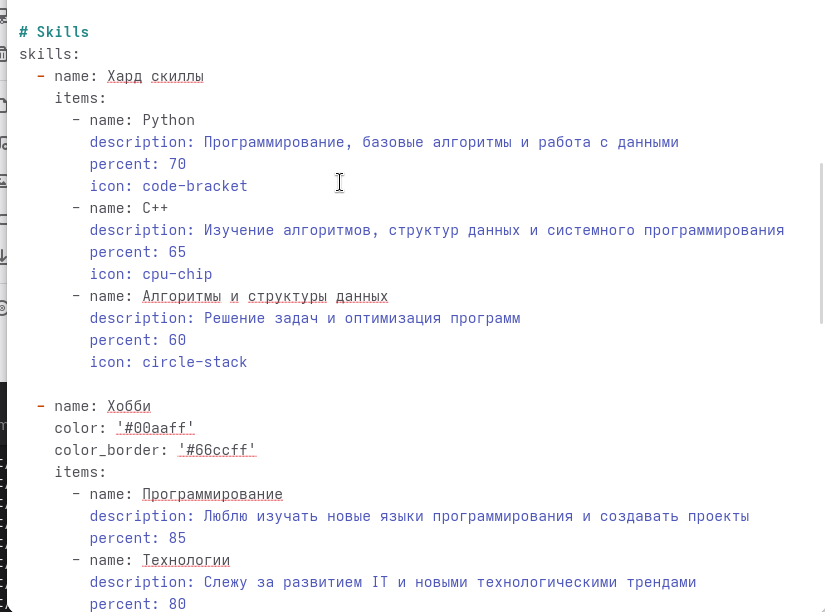 # Skills
skills:
  - name: Хард скиллы
    items:
      - name: Python
        description: Программирование, базовые алгоритмы и работа с данными
        percent: 70
        icon: code-bracket
      - name: C++
        description: Изучение алгоритмов, структур данных и системного программирования
        percent: 65
        icon: cpu-chip
      - name: Алгоритмы и структуры данных
        description: Решение задач и оптимизация программ
        percent: 60
        icon: circle-stack
  - name: Хобби
    color: '#00aaff'
    color_border: '#66ccff'
    items:
      - name: Программирование
        description: Люблю изучать новые языки программирования и создавать проекты
        percent: 85
      - name: Технологии
        description: Слежу за развитием IT и новыми технологическими трендами
        percent: 80